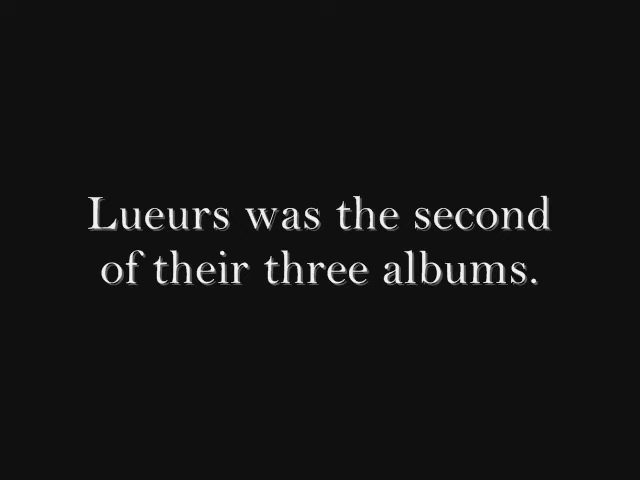 Lueurs was the second
of their three albums.